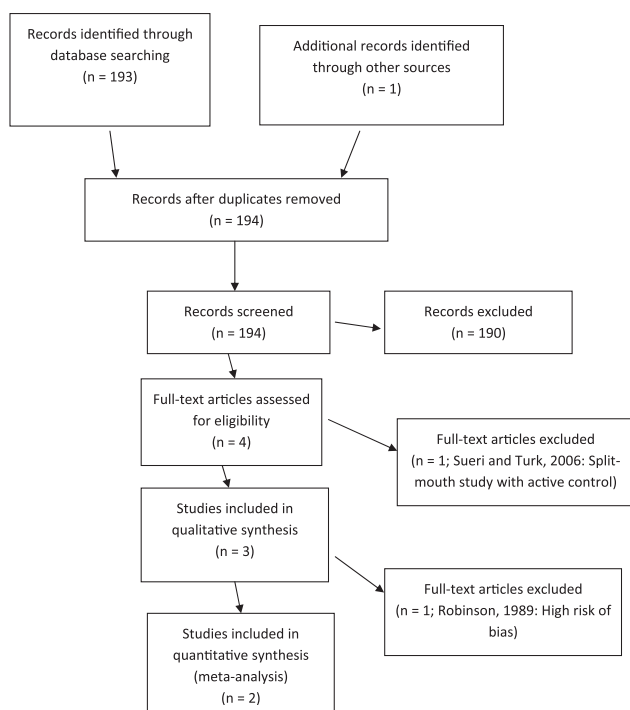 Records identified through
database searching
(n = 193)
Additional records identified
through other sources
(n = 1)
Records after duplicates removed
(n = 194)
Records screened
(n = 194)
Records excluded
(n = 190)
Full-text articles assessed
for eligibility
(n = 4)
Full-text articles excluded
(n = 1; Sueri and Turk, 2006: Split-
mouth study with active control)
Studies included in
qualitative synthesis
(n = 3)
Full-text articles excluded
(n = 1; Robinson, 1989: High risk of
bias)
Studies included in
quantitative synthesis
(meta-analysis)
(n = 2)